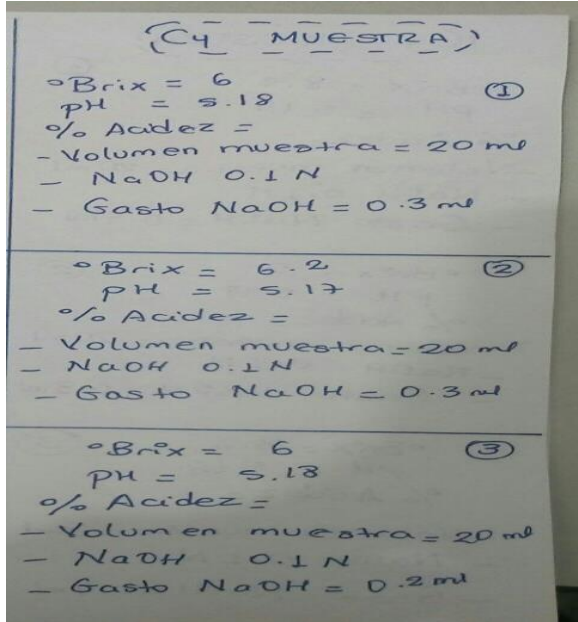 C4 MUESTRA
°Brix = 6
①
pH = 5.18
% Acidez =
- Volumen muestra = 20 ml
- NaOH 0.1 N
- Gasto NaOH = 0.3 ml
°Brix = 6.2
②
pH = 5.17
% Acidez =
- Volumen muestra = 20 ml
- NaOH 0.1 N
- Gasto NaOH = 0.3 ml
°Brix = 6
③
pH = 5.18
% Acidez =
- Volumen muestra = 20 ml
- NaOH 0.1 N
- Gasto NaOH = 0.2 ml